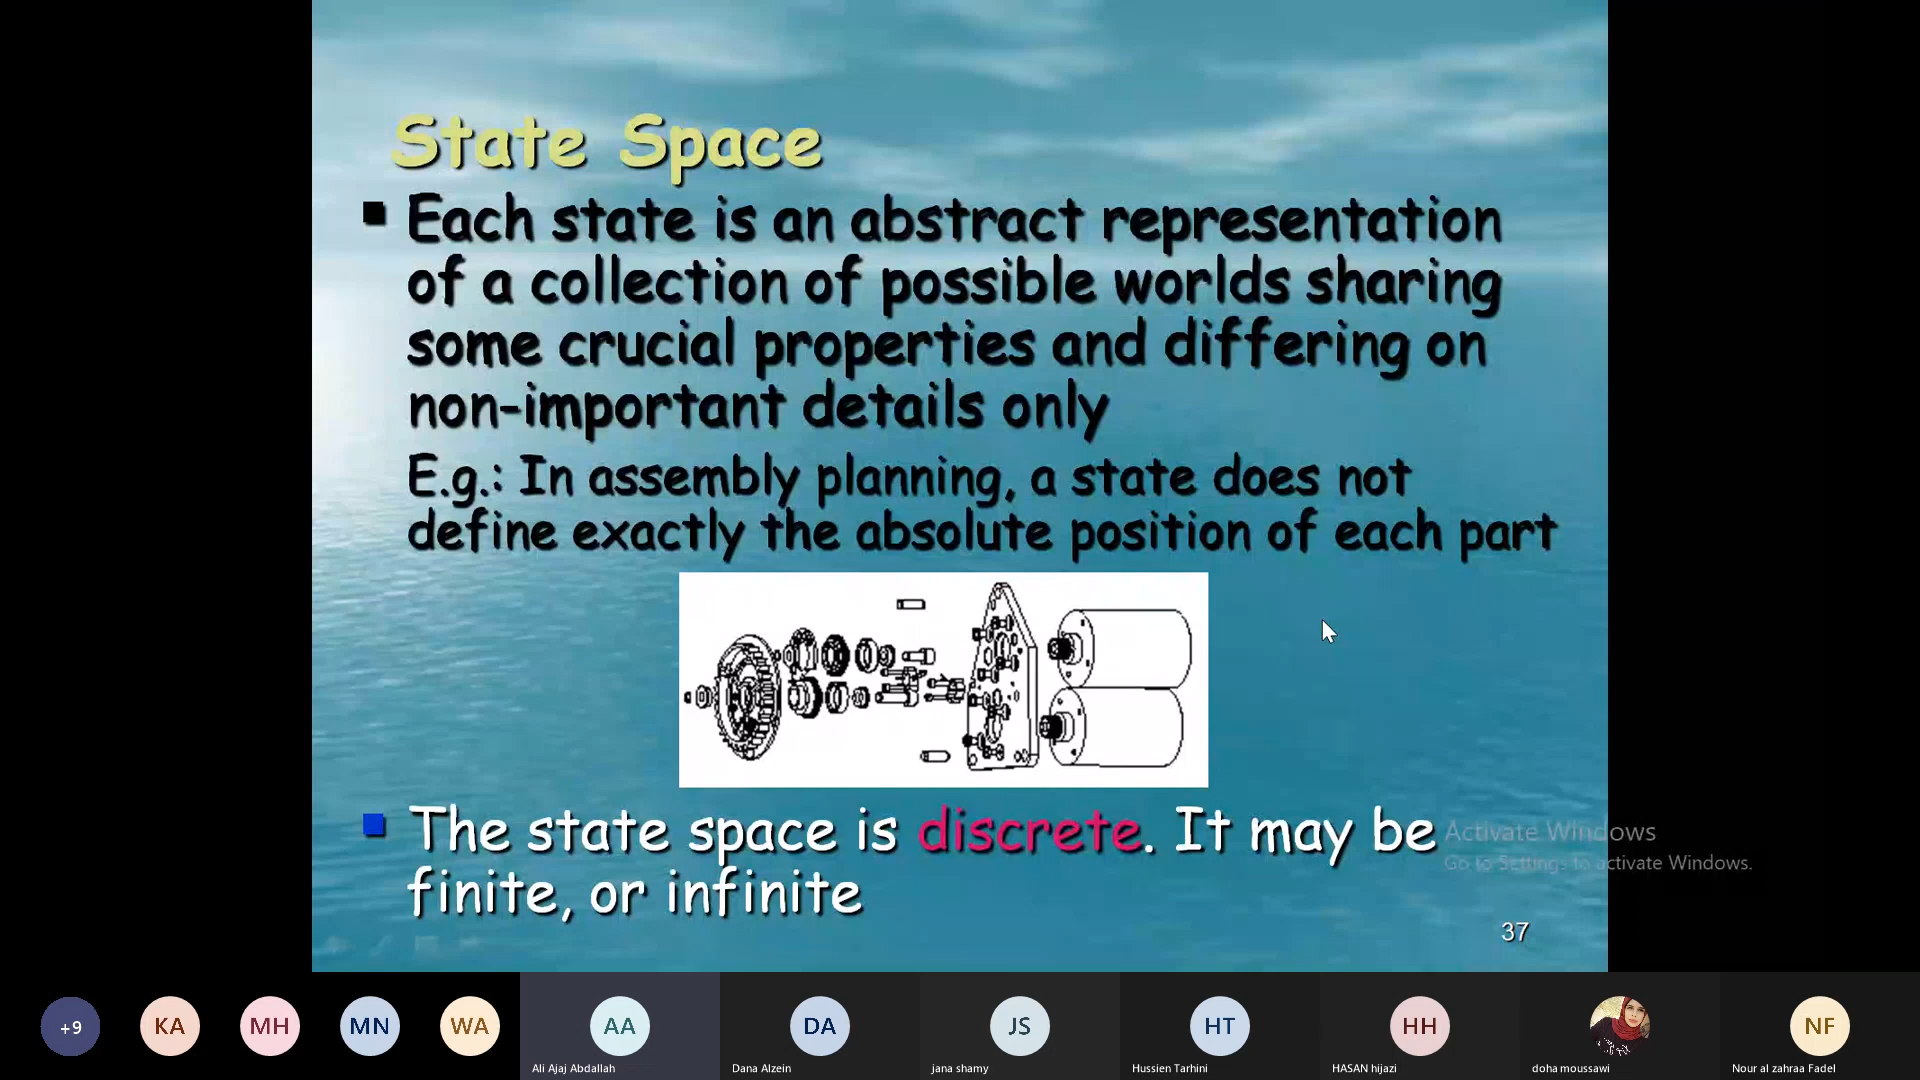 State Space
Each state is an abstract representation
of a collection of possible worlds sharing
some crucial properties and differing on
non-important details only
E.g.: In assembly planning, a state does not
define exactly the absolute position of each part
The state space is discrete. It may be
finite, or infinite
Activate Windows
Go to Settings to activate Windows.
37
+9
KA
MH
MN
WA
AA
DA
JS
HT
HH
NF
Ali Ajaj Abdallah
Dana Alzein
jana shamy
Hussien Tarhini
HASAN hijazi
doha moussawi
Nour al zahraa Fadel